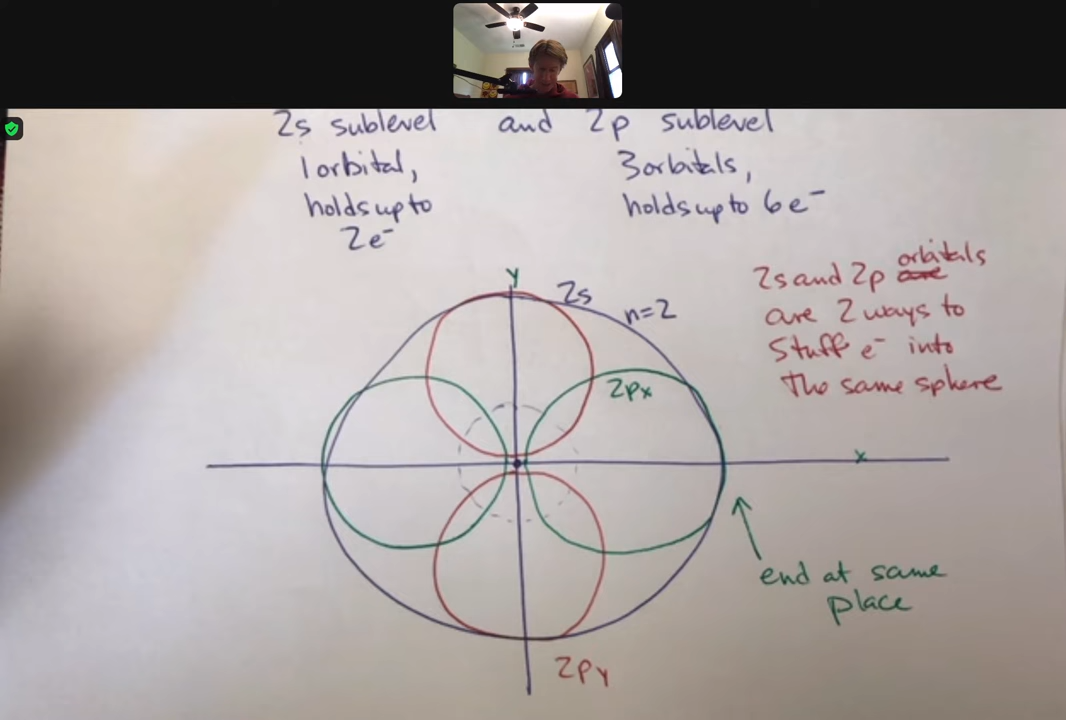 2s sublevel and 2p sublevel
1 orbital,
holds up to
2e⁻
3 orbitals,
holds up to 6e⁻
2s and 2p orbitals
are
are 2 ways to
stuff e⁻ into
the same sphere
y
2s
n=2
2px
x
end at same
place
2py